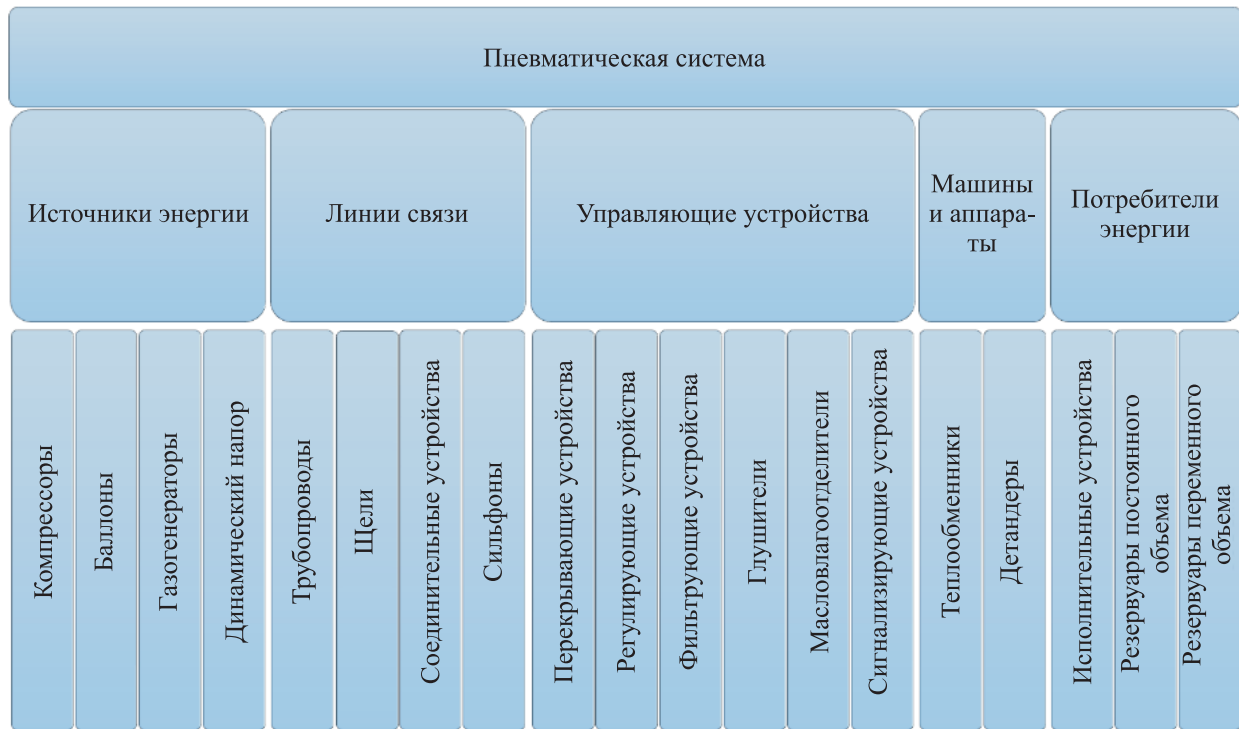 Пневматическая система
Источники энергии
Линии связи
Управляющие устройства
Машины
и аппара-
ты
Потребители
энергии
Компрессоры
Баллоны
Газогенераторы
Динамический напор
Трубопроводы
Щели
Соединительные устройства
Сильфоны
Перекрывающие устройства
Регулирующие устройства
Фильтрующие устройства
Глушители
Масловлагоотделители
Сигнализирующие устройства
Теплообменники
Детандеры
Исполнительные устройства
Резервуары постоянного
объема
Резервуары переменного
объема